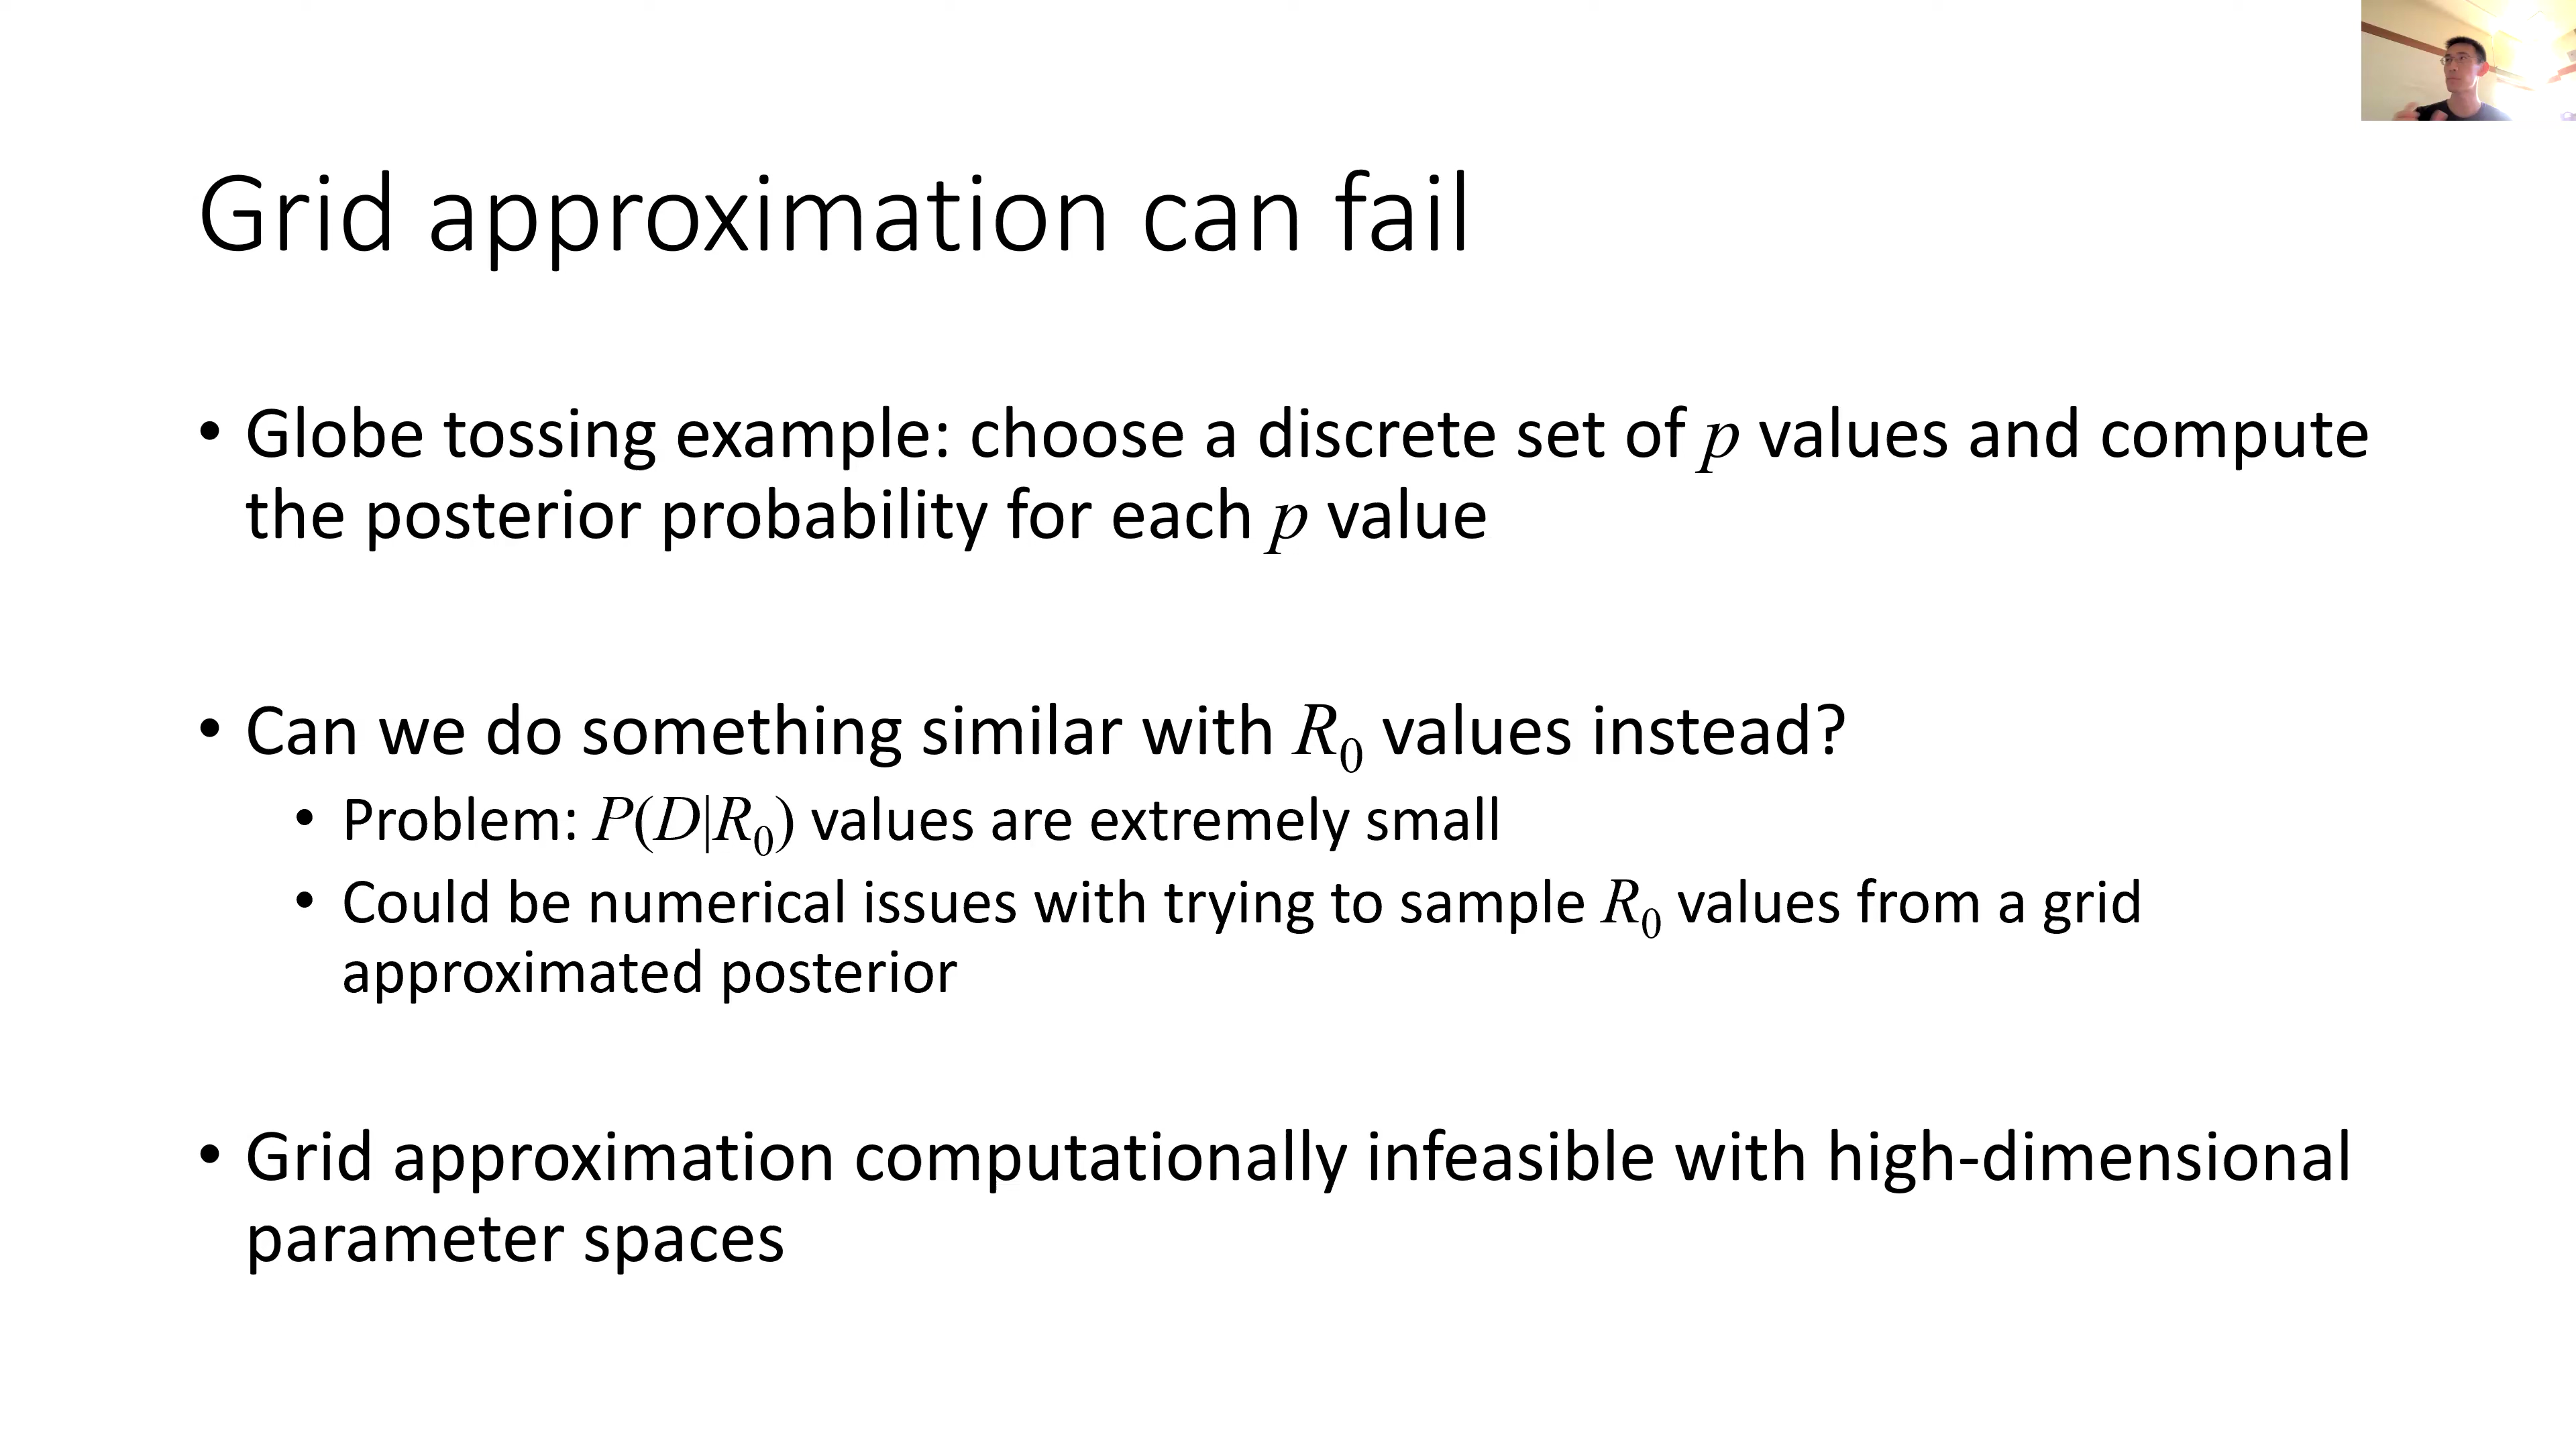 Grid approximation can fail
• Globe tossing example: choose a discrete set of p values and compute
the posterior probability for each p value
• Can we do something similar with R₀ values instead?
• Problem: P(D|R₀) values are extremely small
• Could be numerical issues with trying to sample R₀ values from a grid
approximated posterior
• Grid approximation computationally infeasible with high-dimensional
parameter spaces